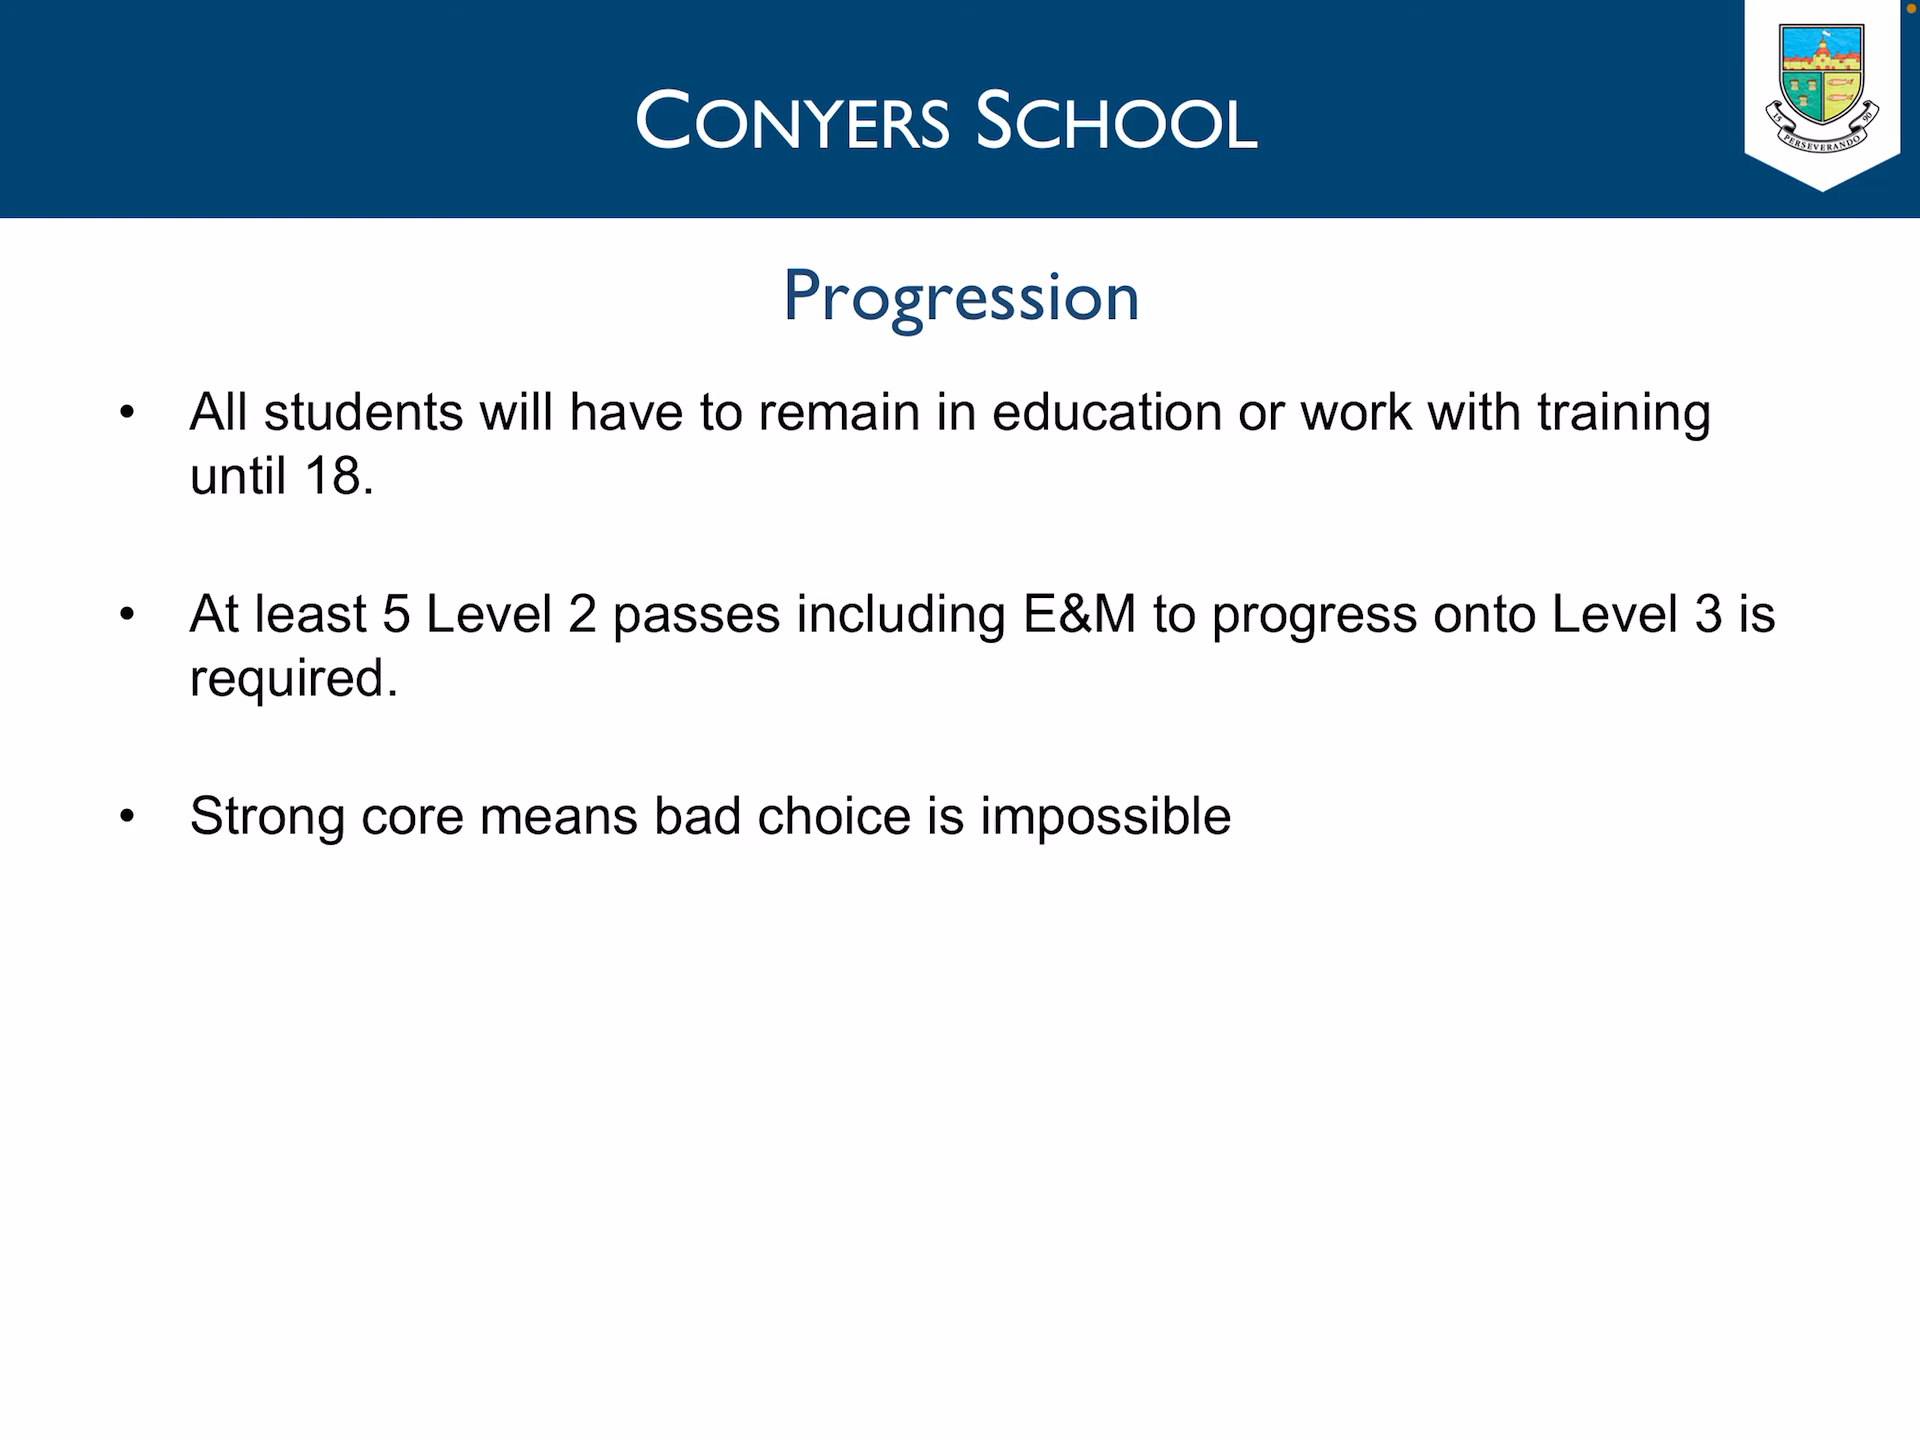 CONYERS SCHOOL
15 PERSEVERANDO 90
Progression
• All students will have to remain in education or work with training
until 18.
• At least 5 Level 2 passes including E&M to progress onto Level 3 is
required.
• Strong core means bad choice is impossible